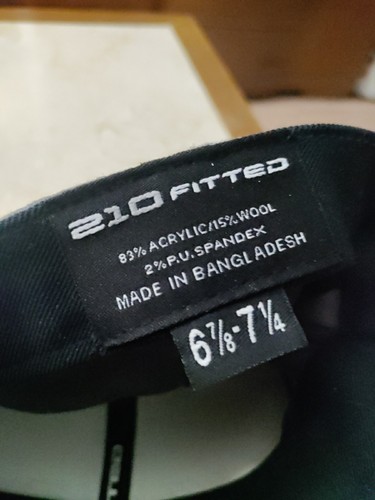 210 FITTED
83% ACRYLIC/15% WOOL
2% P.U. SPANDEX
MADE IN BANGLADESH
6⅞-7¼